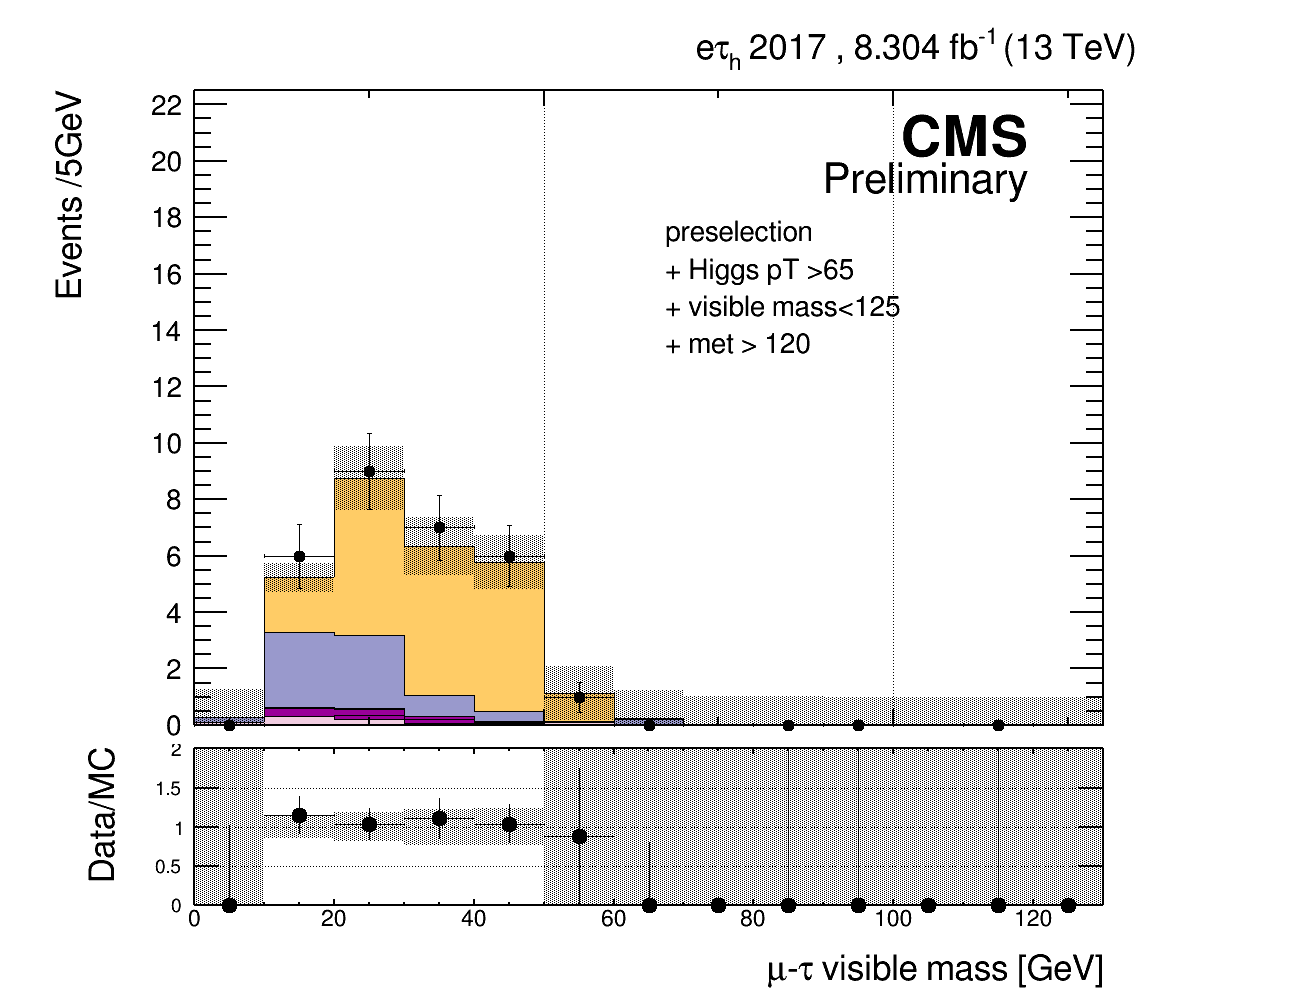 eτh 2017 , 8.304 fb-1 (13 TeV)
Events /5GeV
22
20
18
16
14
12
10
8
6
4
2
0
CMS
Preliminary
preselection
+ Higgs pT >65
+ visible mass<125
+ met > 120
Data/MC
2
1.5
1
0.5
0
0 20 40 60 80 100 120
μ-τ visible mass [GeV]